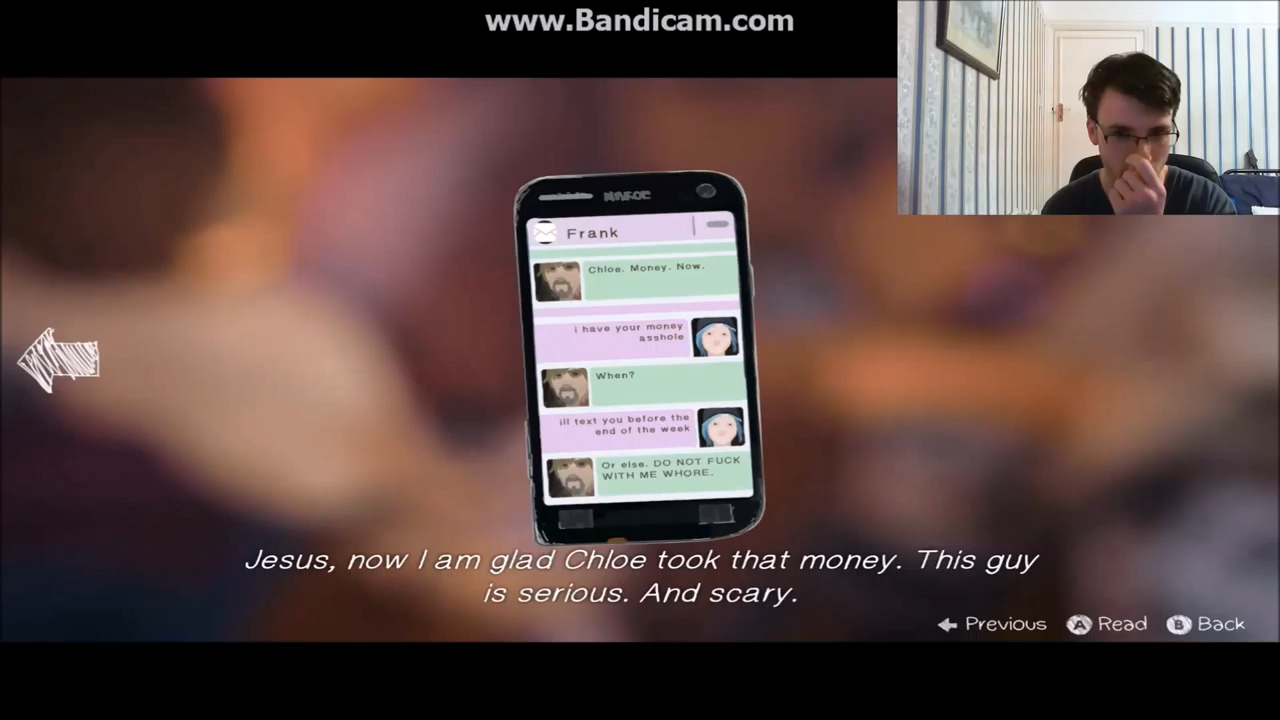 www.Bandicam.com
Frank
Chloe. Money. Now.
i have your money
asshole
When?
ill text you before the
end of the week
Or else. DO NOT FUCK
WITH ME WHORE.
Jesus, now I am glad Chloe took that money. This guy
is serious. And scary.
Previous
A Read
B Back